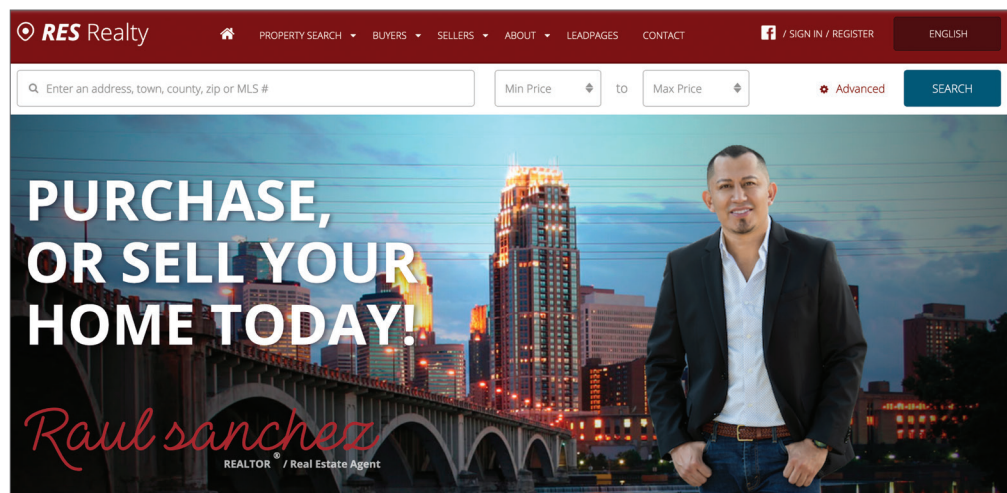 RES Realty
PROPERTY SEARCH
BUYERS
SELLERS
ABOUT
LEADPAGES
CONTACT
/ SIGN IN / REGISTER
ENGLISH
Enter an address, town, county, zip or MLS #
Min Price
to
Max Price
Advanced
SEARCH
PURCHASE,
OR SELL YOUR
HOME TODAY!
Raul sanchez
REALTOR ® / Real Estate Agent